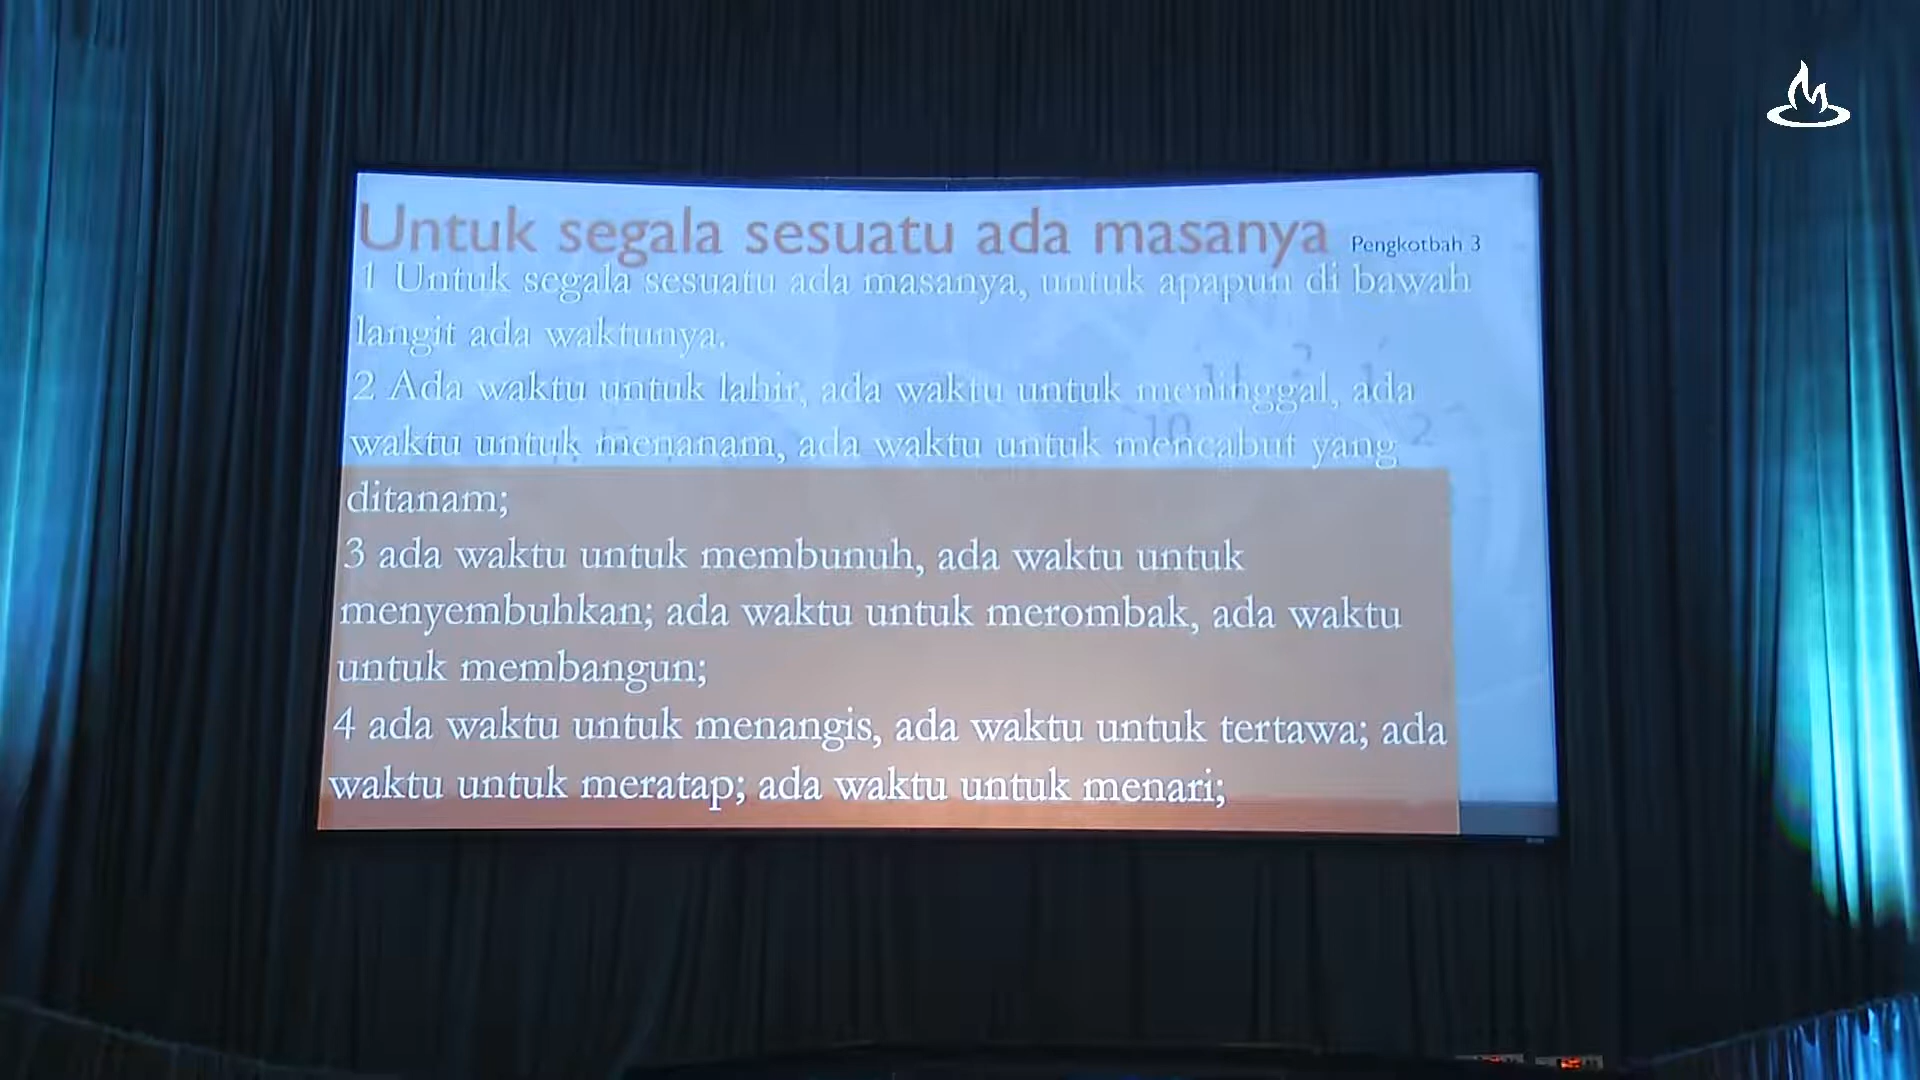 Untuk segala sesuatu ada masanya Pengkotbah 3
1 Untuk segala sesuatu ada masanya, untuk apapun di bawah
langit ada waktunya.
2 Ada waktu untuk lahir, ada waktu untuk meninggal, ada
waktu untuk menanam, ada waktu untuk mencabut yang
ditanam;
3 ada waktu untuk membunuh, ada waktu untuk
menyembuhkan; ada waktu untuk merombak, ada waktu
untuk membangun;
4 ada waktu untuk menangis, ada waktu untuk tertawa; ada
waktu untuk meratap; ada waktu untuk menari;